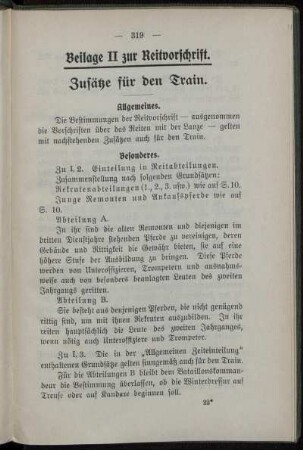 — 319 —
Beilage II zur Reitvorschrift.
Zusätze für den Train.
Allgemeines.
Die Bestimmungen der Reitvorschrift — ausgenommen
die Vorschriften über das Reiten mit der Lanze — gelten
mit nachstehenden Zusätzen auch für den Train.
Besonderes.
Zu I. 2. Einteilung in Reitabteilungen.
Zusammenstellung nach folgenden Grundsätzen:
Rekrutenabteilungen (1., 2., 3. usw.) wie auf S. 10.
Junge Remonten und Ankaufspferde wie auf
S. 10.
Abteilung A.
In ihr sind die alten Remonten und diejenigen im
dritten Dienstjahre stehenden Pferde zu vereinigen, deren
Gebäude und Rittigkeit die Gewähr bieten, sie auf eine
höhere Stufe der Ausbildung zu bringen. Diese Pferde
werden von Unteroffizieren, Trompetern und ausnahms-
weise auch von besonders beanlagten Leuten des zweiten
Jahrgangs geritten.
Abteilung B.
Sie besteht aus denjenigen Pferden, die nicht genügend
rittig sind, um mit ihnen Rekruten auszubilden. In ihr
reiten hauptsächlich die Leute des zweiten Jahrganges,
wenn nötig auch Unteroffiziere und Trompeter.
Zu I. 3. Die in der „Allgemeinen Zeiteinteilung"
enthaltenen Grundsätze gelten sinngemäß auch für den Train.
Für die Abteilungen B bleibt dem Bataillonskomman-
deur die Bestimmung überlassen, ob die Winterdressur auf
Trense oder auf Kandare beginnen soll.
22*